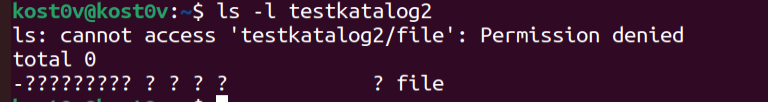 kost0v@kost0v:~$ ls -l testkatalog2
ls: cannot access 'testkatalog2/file': Permission denied
total 0
-????????? ? ? ? ?            ? file